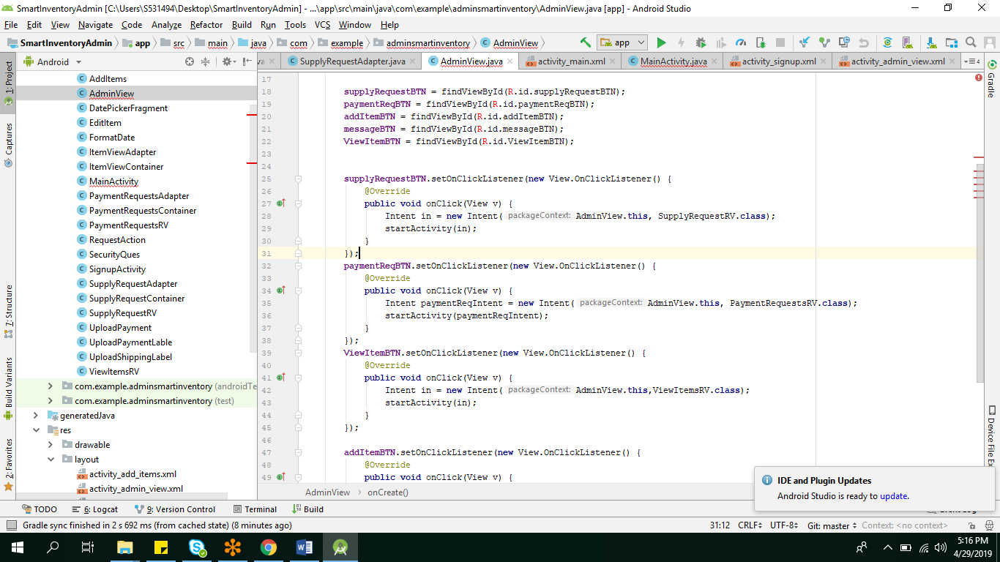 SmartInventoryAdmin [C:\Users\S531494\Desktop\SmartInventoryAdmin] - ...\app\src\main\java\com\example\adminsmartinventory\AdminView.java [app] - Android Studio
File Edit View Navigate Code Analyze Refactor Build Run Tools VCS Window Help
SmartInventoryAdmin app src main java com example adminsmartinventory AdminView app
Android
va SupplyRequestAdapter.java AdminView.java activity_main.xml MainActivity.java activity_signup.xml activity_admin_view.xml 4
1: Project
Captures
7: Structure
Build Variants
2: Favorites
AddItems
AdminView
DatePickerFragment
EditItem
FormatDate
ItemViewAdapter
ItemViewContainer
MainActivity
PaymentRequestsAdapter
PaymentRequestsContainer
PaymentRequestsRV
RequestAction
SecurityQues
SignupActivity
SupplyRequestAdapter
SupplyRequestContainer
SupplyRequestRV
UploadPayment
UploadPaymentLable
UploadShippingLabel
ViewItemsRV
com.example.adminsmartinventory (androidTe
com.example.adminsmartinventory (test)
generatedJava
res
drawable
layout
activity_add_items.xml
activity_admin_view.xml
17
18 supplyRequestBTN = findViewById(R.id.supplyRequestBTN);
19 paymentReqBTN = findViewById(R.id.paymentReqBTN);
20 addItemBTN = findViewById(R.id.addItemBTN);
21 messageBTN = findViewById(R.id.messageBTN);
22 ViewItemBTN = findViewById(R.id.ViewItemBTN);
23
24
25 supplyRequestBTN.setOnClickListener(new View.OnClickListener() {
26 @Override
27 public void onClick(View v) {
28 Intent in = new Intent( packageContext: AdminView.this, SupplyRequestRV.class);
29 startActivity(in);
30 }
31 });
32 paymentReqBTN.setOnClickListener(new View.OnClickListener() {
33 @Override
34 public void onClick(View v) {
35 Intent paymentReqIntent = new Intent( packageContext: AdminView.this, PaymentRequestsRV.class);
36 startActivity(paymentReqIntent);
37 }
38 });
39 ViewItemBTN.setOnClickListener(new View.OnClickListener() {
40 @Override
41 public void onClick(View v) {
42 Intent in = new Intent( packageContext: AdminView.this,ViewItemsRV.class);
43 startActivity(in);
44 }
45 });
46
47 addItemBTN.setOnClickListener(new View.OnClickListener() {
48 @Override
49 public void onClick(View v) {
AdminView onCreate()
Gradle
Device File Ex
IDE and Plugin Updates
Android Studio is ready to update.
TODO 6: Logcat 9: Version Control Terminal Build
Gradle sync finished in 2 s 692 ms (from cached state) (8 minutes ago) 31:12 CRLF UTF-8 Git: master Context: <no context>
5:16 PM
4/29/2019